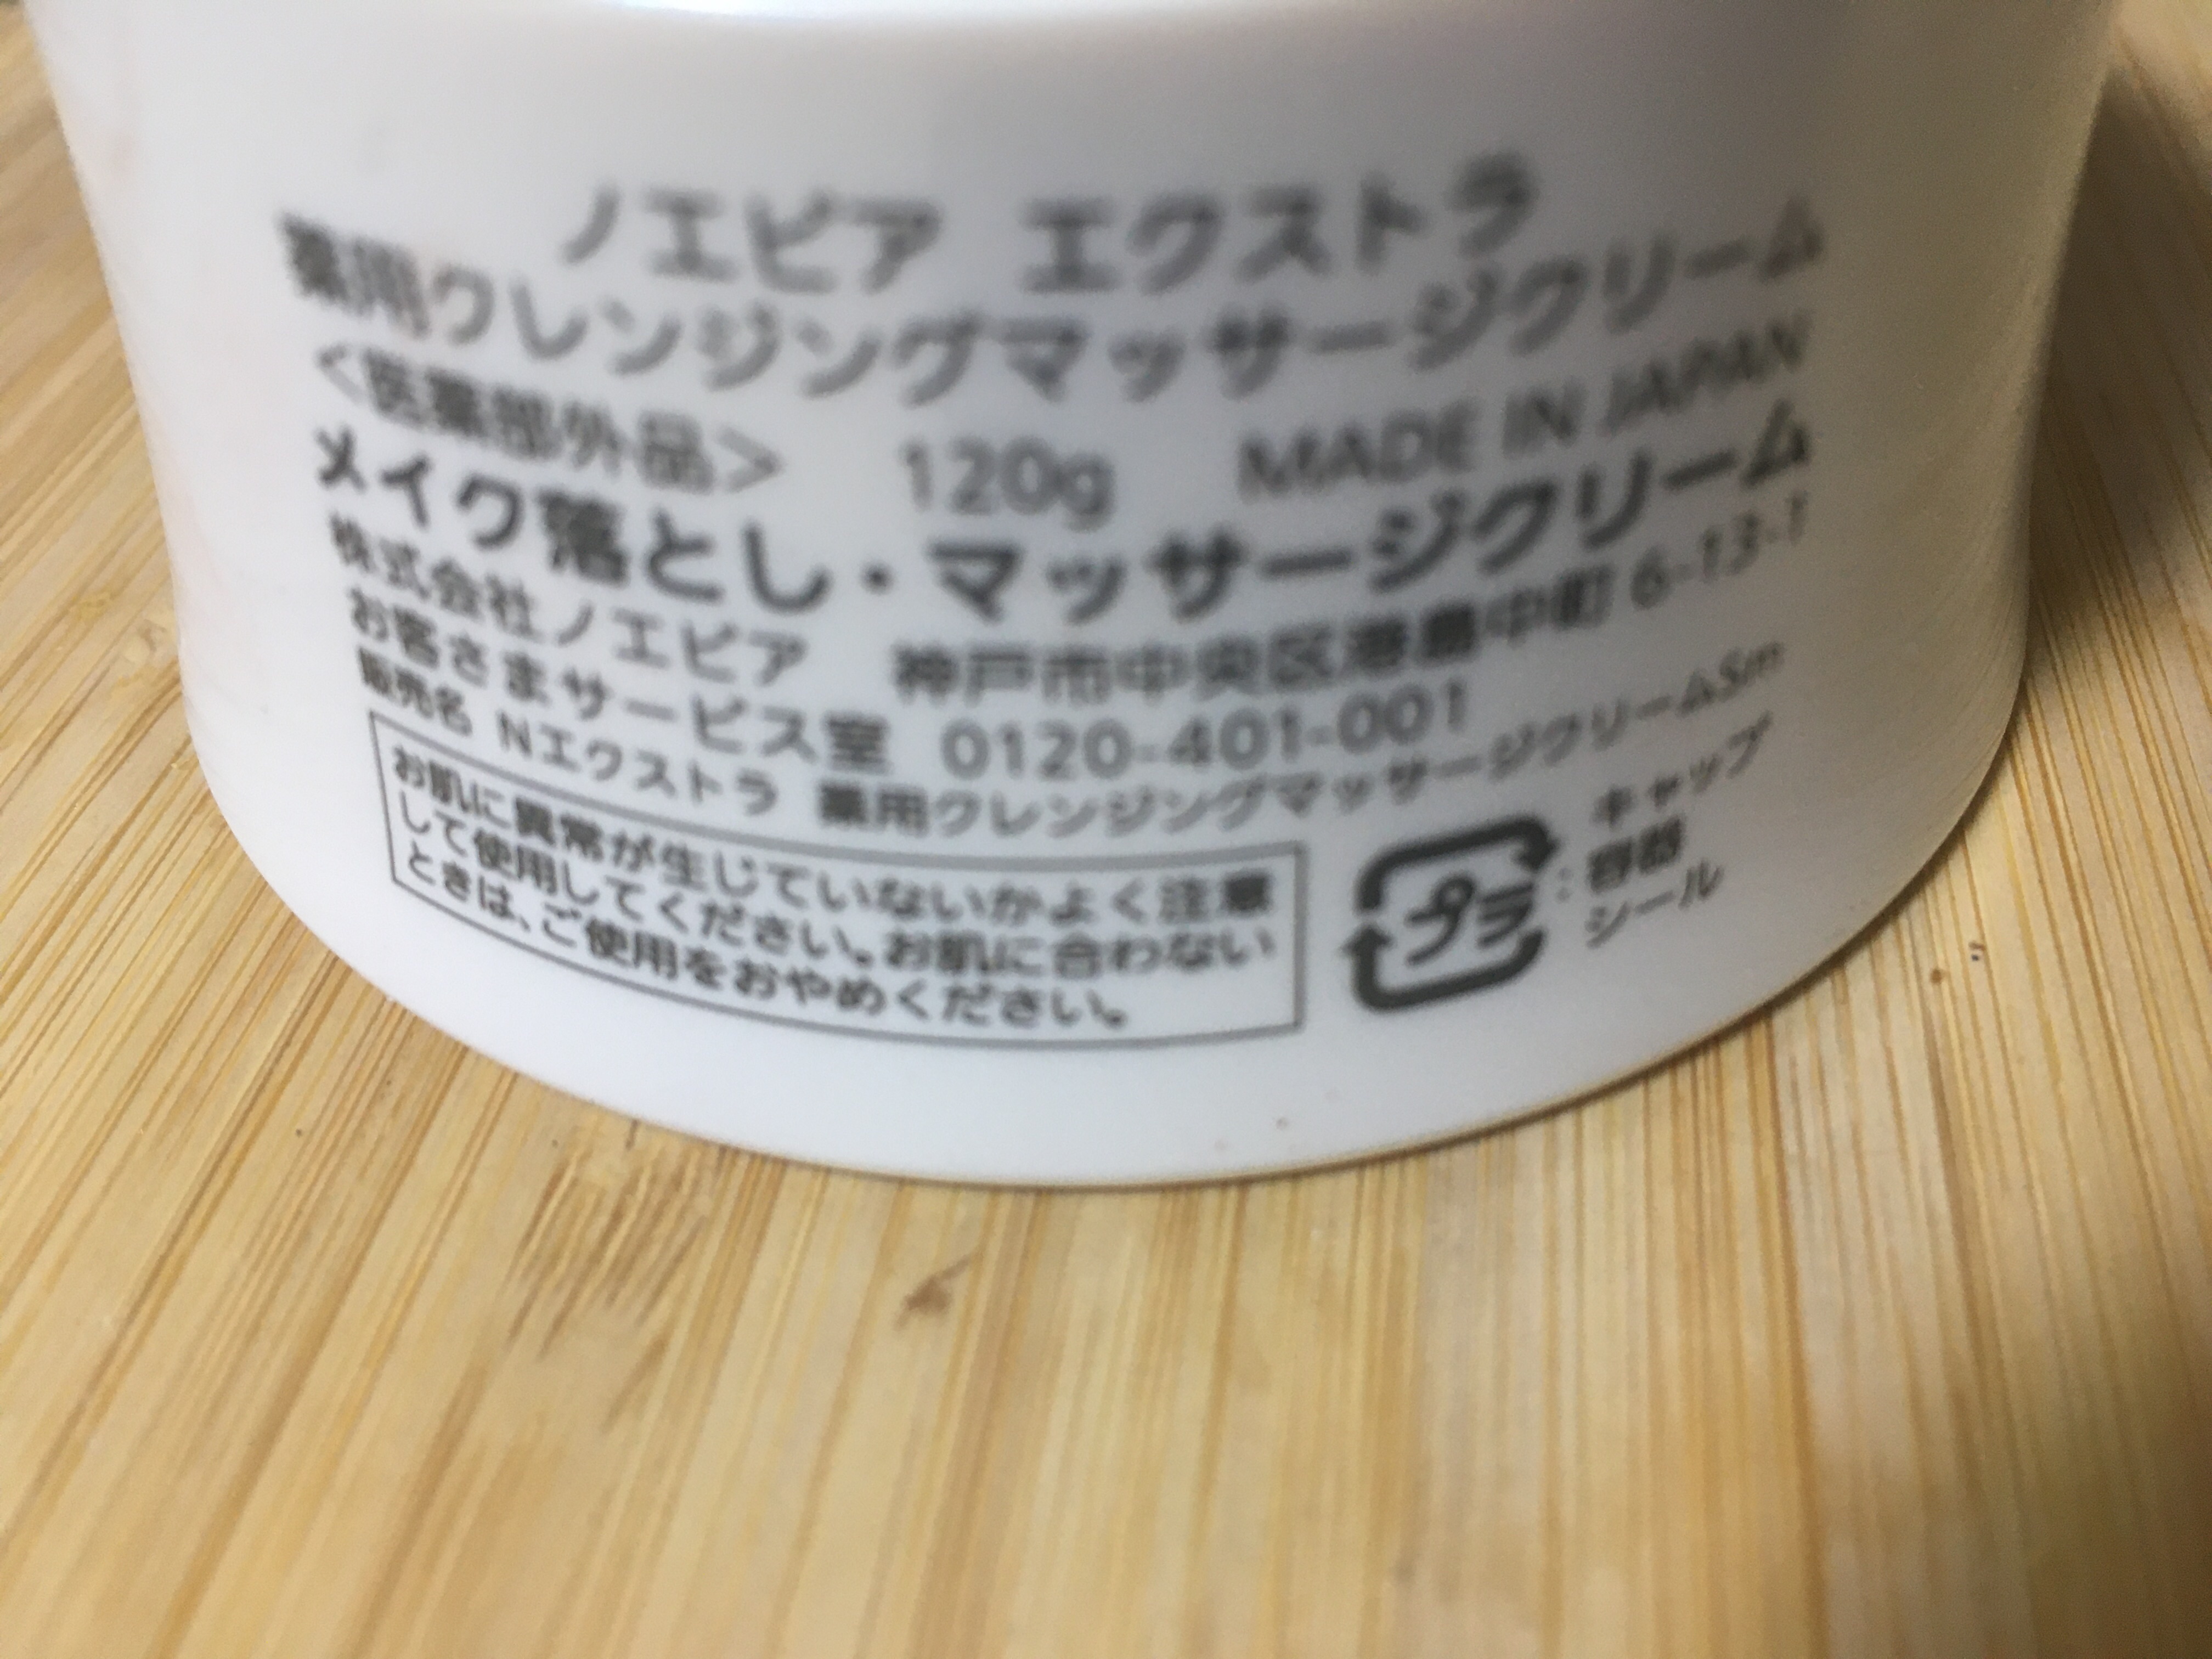 ノエビア エクストラ
薬用クレンジングマッサージクリーム
<医薬部外品> 120g MADE IN JAPAN
メイク落とし・マッサージクリーム
株式会社ノエビア 神戸市中央区港島中町 6-13-1
お客さまサービス室 0120-401-001
販売名 Nエクストラ 薬用クレンジングマッサージクリームSm
お肌に異常が生じていないかよく注意
して使用してください。お肌に合わない
ときは、ご使用をおやめください。
プラ : キャップ
容器
シール